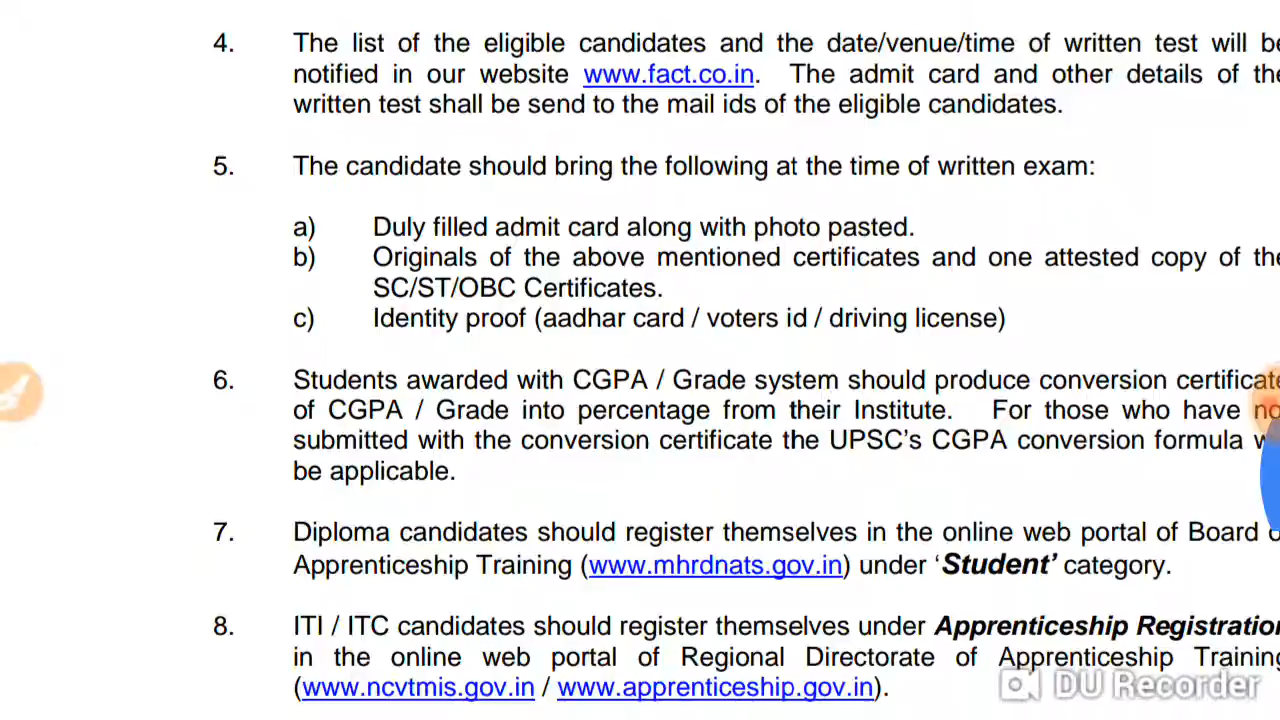 4. The list of the eligible candidates and the date/venue/time of written test will be
notified in our website www.fact.co.in. The admit card and other details of the
written test shall be send to the mail ids of the eligible candidates.
5. The candidate should bring the following at the time of written exam:
a) Duly filled admit card along with photo pasted.
b) Originals of the above mentioned certificates and one attested copy of the
SC/ST/OBC Certificates.
c) Identity proof (aadhar card / voters id / driving license)
6. Students awarded with CGPA / Grade system should produce conversion certificate
of CGPA / Grade into percentage from their Institute. For those who have no
submitted with the conversion certificate the UPSC's CGPA conversion formula
be applicable.
7. Diploma candidates should register themselves in the online web portal of Board
Apprenticeship Training (www.mhrdnats.gov.in) under ‘Student’ category.
8. ITI / ITC candidates should register themselves under Apprenticeship Registration
in the online web portal of Regional Directorate of Apprenticeship Training
(www.ncvtmis.gov.in / www.apprenticeship.gov.in).
DU Recorder